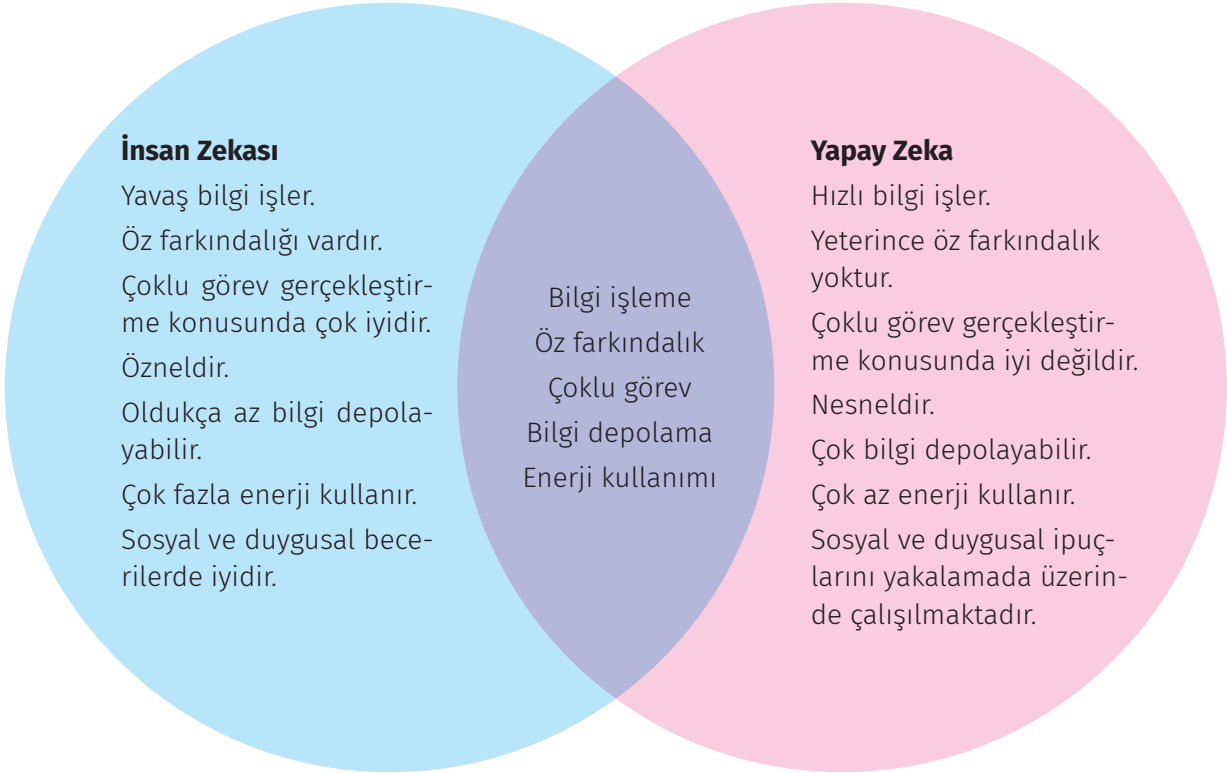 İnsan Zekası
Yavaş bilgi işler.
Öz farkındalığı vardır.
Çoklu görev gerçekleştir-
me konusunda çok iyidir.
Özneldir.
Oldukça az bilgi depola-
yabilir.
Çok fazla enerji kullanır.
Sosyal ve duygusal bece-
rilerde iyidir.
Bilgi işleme
Öz farkındalık
Çoklu görev
Bilgi depolama
Enerji kullanımı
Yapay Zeka
Hızlı bilgi işler.
Yeterince öz farkındalık
yoktur.
Çoklu görev gerçekleştir-
me konusunda iyi değildir.
Nesneldir.
Çok bilgi depolayabilir.
Çok az enerji kullanır.
Sosyal ve duygusal ipuç-
larını yakalamada üzerin-
de çalışılmaktadır.